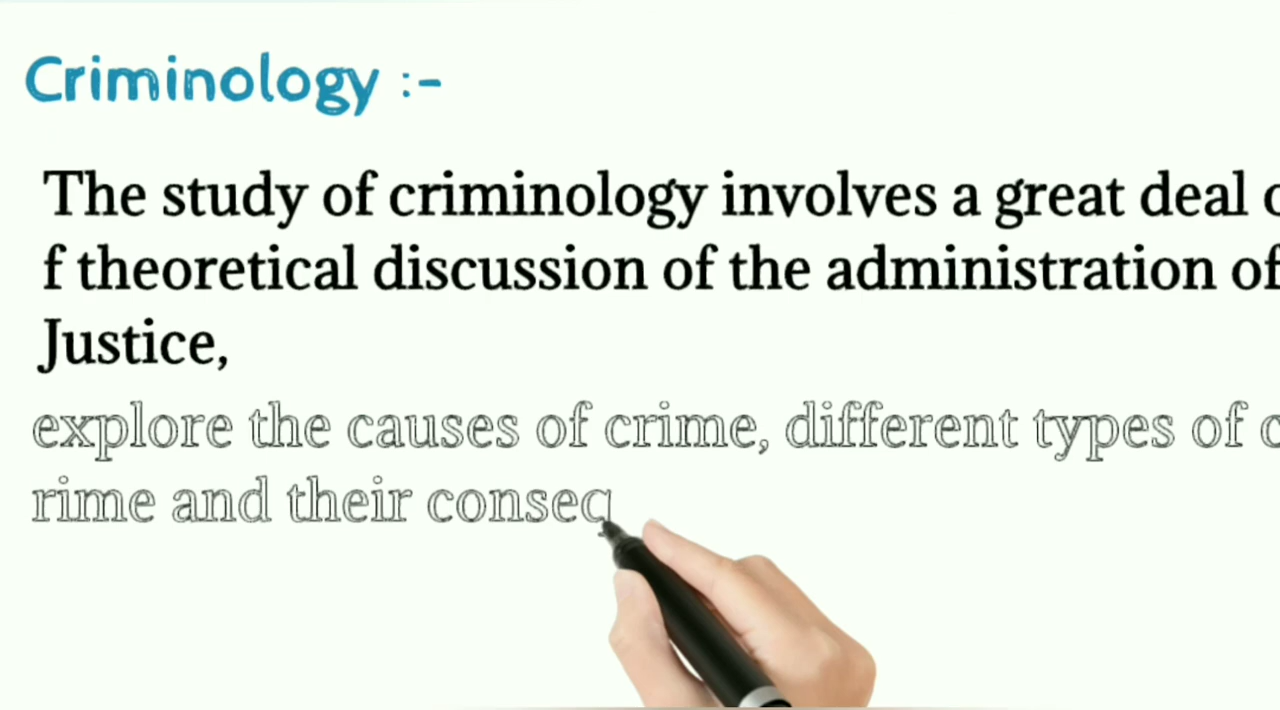 Criminology :-
The study of criminology involves a great deal o
f theoretical discussion of the administration of
Justice,
explore the causes of crime, different types of c
rime and their conseq